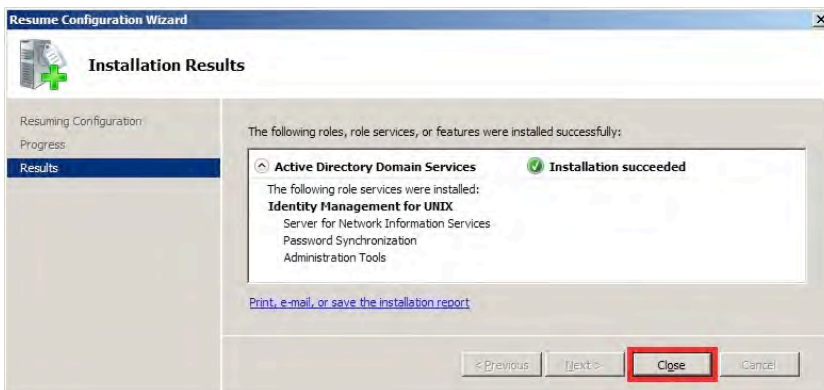 Resume Configuration Wizard
Installation Results
Resuming Configuration
Progress
Results
The following roles, role services, or features were installed successfully:
Active Directory Domain Services Installation succeeded
The following role services were installed:
Identity Management for UNIX
Server for Network Information Services
Password Synchronization
Administration Tools
Print, e-mail, or save the installation report
< Previous Next > Close Cancel